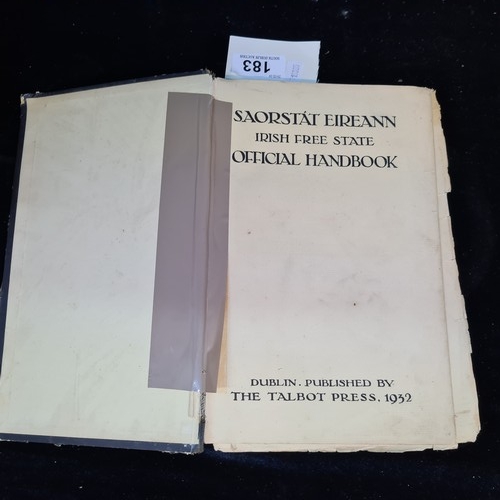 183
SAORSTÁT EIREANN
IRISH FREE STATE
OFFICIAL HANDBOOK
DUBLIN. PUBLISHED BY
THE TALBOT PRESS. 1932